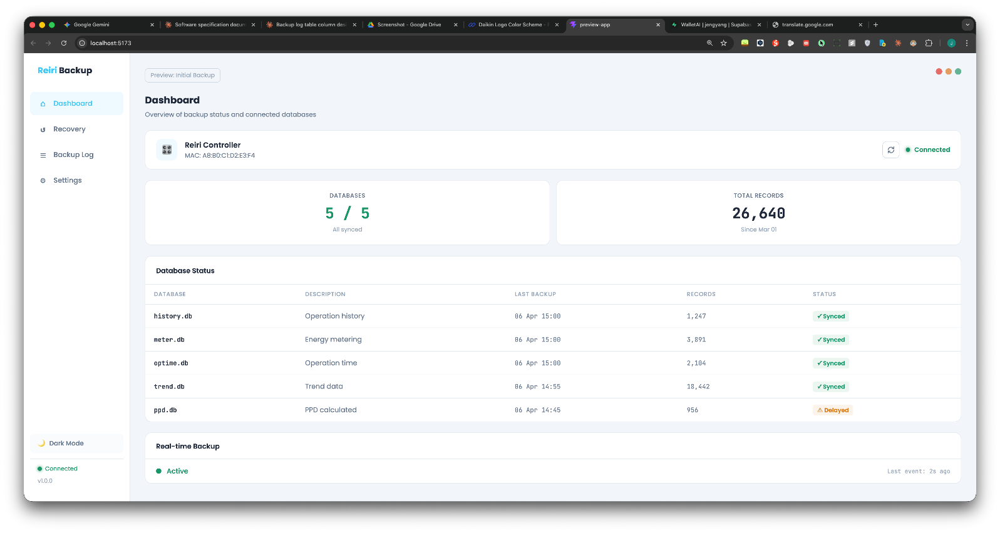 Google Gemini
Software specification docum
Backup log table column des
Screenshot - Google Drive
Daikin Logo Color Scheme -
preview-app
WalletAI | jengyang | Supabas
translate.google.com
localhost:5173
Reiri Backup
Dashboard
Recovery
Backup Log
Settings
Dark Mode
Connected
v1.0.0
Preview: Initial Backup
Dashboard
Overview of backup status and connected databases
Reiri Controller
MAC: A8:B0:C1:D2:E3:F4
Connected
DATABASES
5 / 5
All synced
TOTAL RECORDS
26,640
Since Mar 01
Database Status
DATABASE DESCRIPTION LAST BACKUP RECORDS STATUS
history.db Operation history 06 Apr 15:00 1,247 ✓ Synced
meter.db Energy metering 06 Apr 15:00 3,891 ✓ Synced
optime.db Operation time 06 Apr 15:00 2,104 ✓ Synced
trend.db Trend data 06 Apr 14:55 18,442 ✓ Synced
ppd.db PPD calculated 06 Apr 14:45 956 ⚠ Delayed
Real-time Backup
Active
Last event: 2s ago